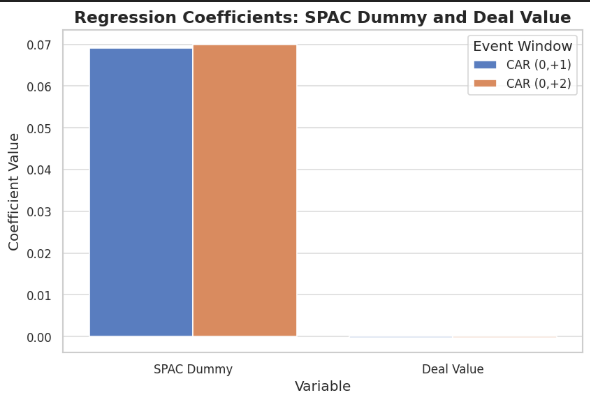 Regression Coefficients: SPAC Dummy and Deal Value
Event Window
CAR (0,+1)
CAR (0,+2)
Coefficient Value
0.07
0.06
0.05
0.04
0.03
0.02
0.01
0.00
SPAC Dummy
Deal Value
Variable